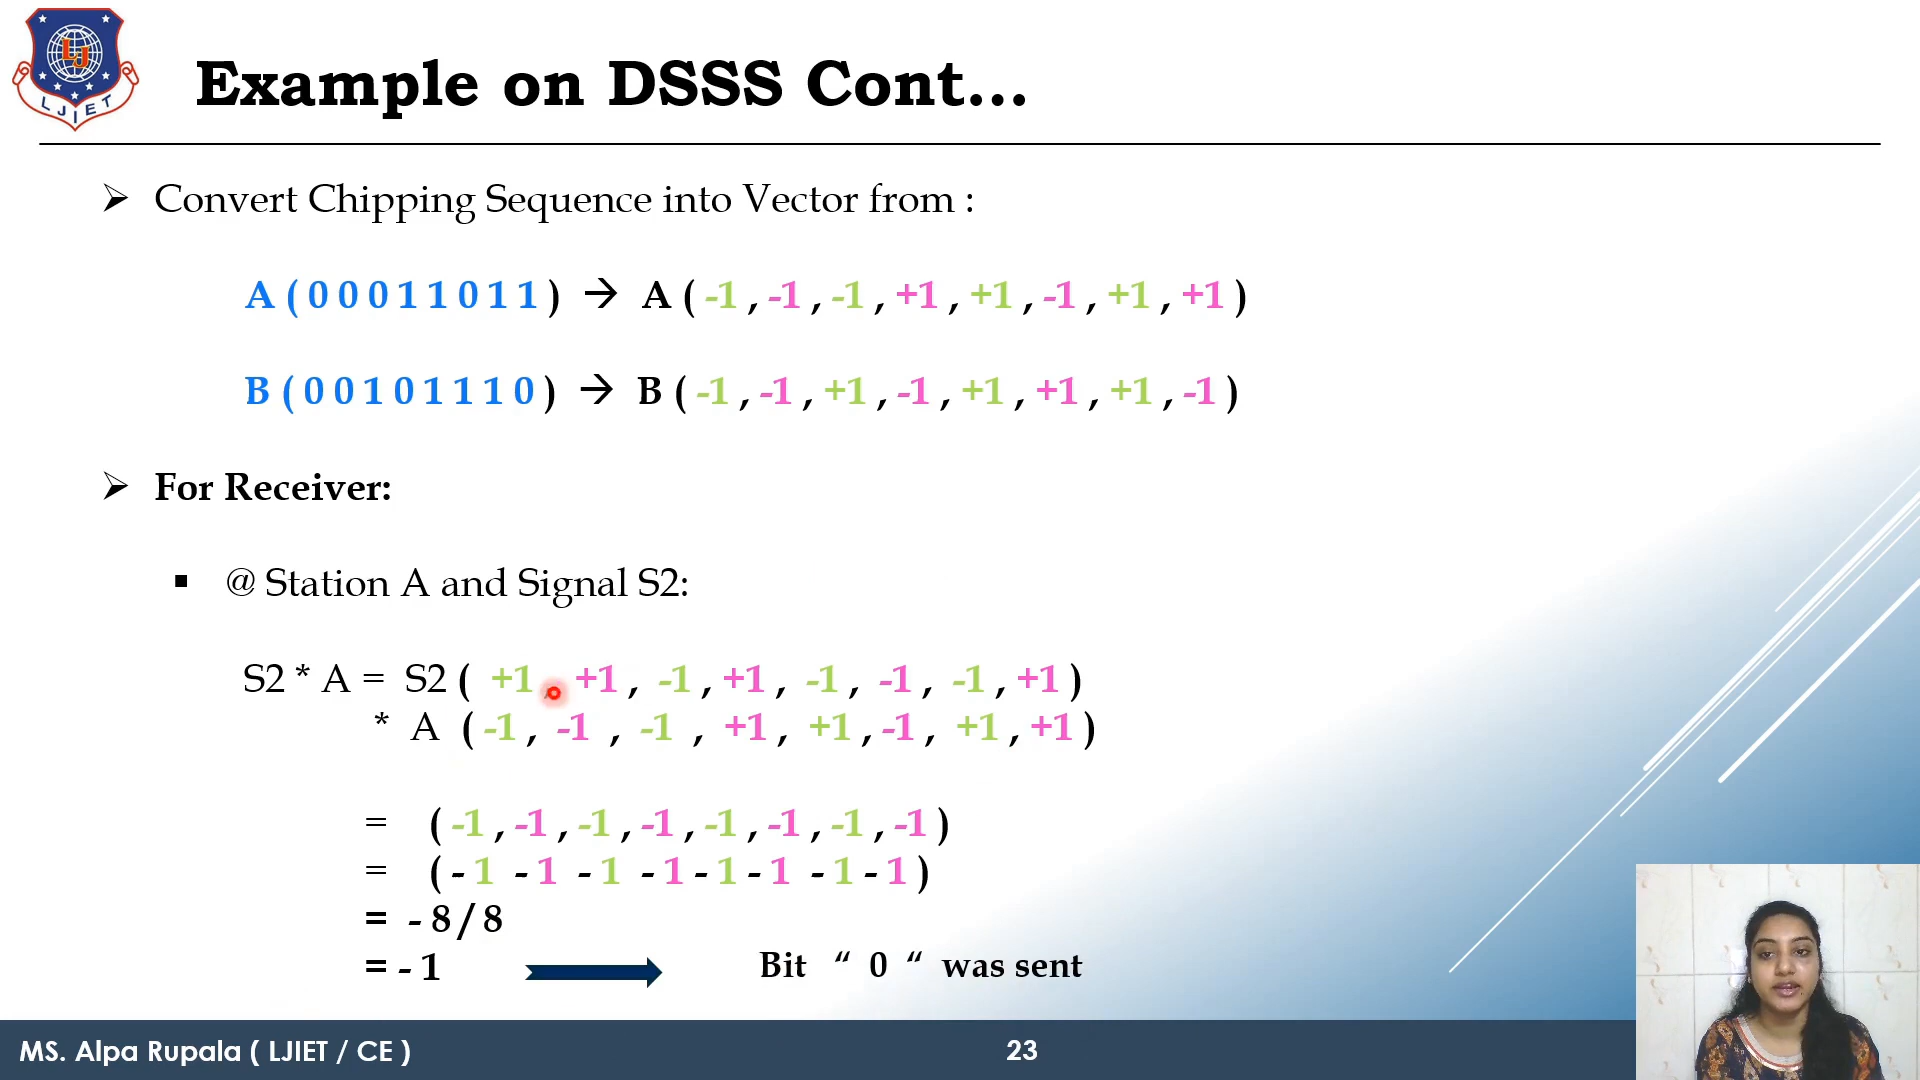 LJ
LJIET
Example on DSSS Cont...
Convert Chipping Sequence into Vector from :
A ( 0 0 0 1 1 0 1 1 ) → A ( -1 , -1 , -1 , +1 , +1 , -1 , +1 , +1 )
B ( 0 0 1 0 1 1 1 0 ) → B ( -1 , -1 , +1 , -1 , +1 , +1 , +1 , -1 )
For Receiver:
@ Station A and Signal S2:
S2 * A = S2 ( +1 , +1 , -1 , +1 , -1 , -1 , -1 , +1 )
* A ( -1 , -1 , -1 , +1 , +1 , -1 , +1 , +1 )
= ( -1 , -1 , -1 , -1 , -1 , -1 , -1 , -1 )
= ( - 1 - 1 - 1 - 1 - 1 - 1 - 1 - 1 )
= - 8 / 8
= - 1 Bit “ 0 “ was sent
MS. Alpa Rupala ( LJIET / CE ) 23